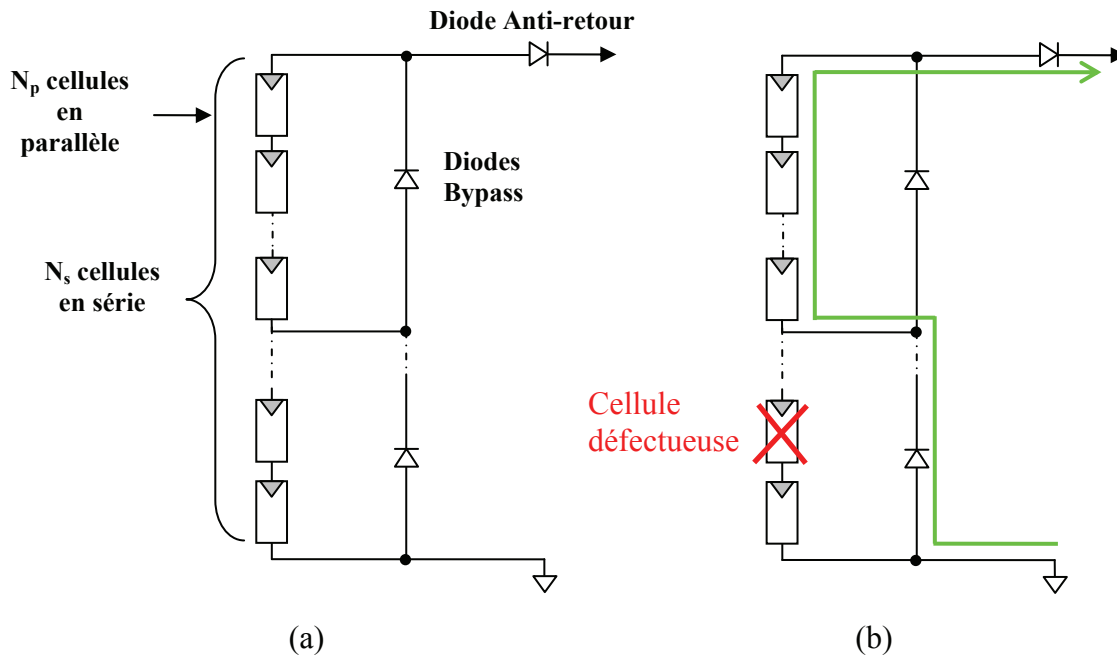 Diode Anti-retour
Np cellules
en
parallèle
Diodes
Bypass
Ns cellules
en série
Cellule
défectueuse
(a)
(b)